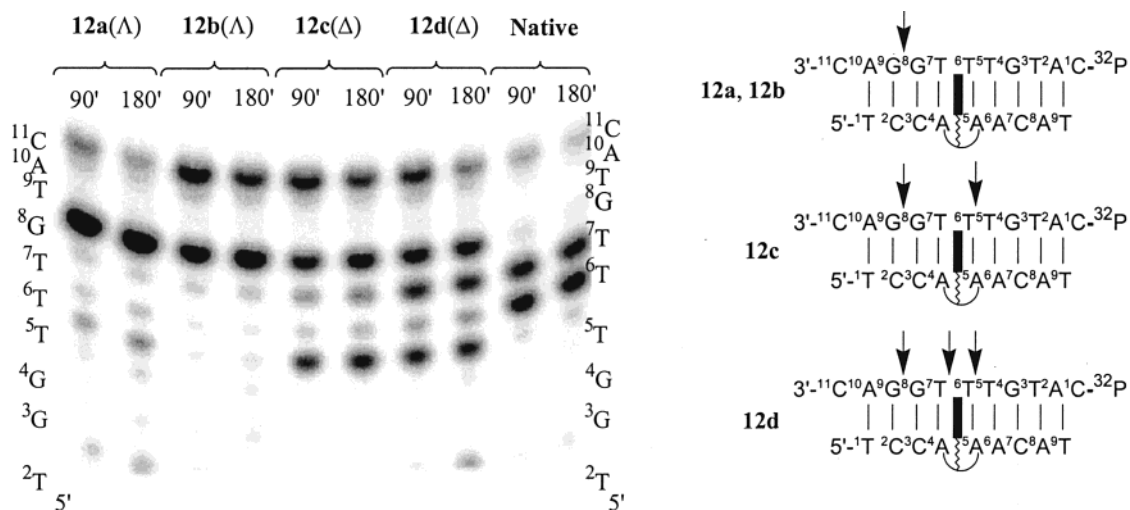 12a(Λ) 12b(Λ) 12c(Δ) 12d(Δ) Native
90' 180' 90' 180' 90' 180' 90' 180' 90' 180'
¹¹C
¹⁰A
⁹T
⁸G
⁷T
⁶T
⁵T
⁴G
³G
²T
5'
¹¹C
¹⁰A
⁹T
⁸G
⁷T
⁶T
⁵T
⁴G
³G
²T
5'
12a, 12b
3'-¹¹C¹⁰A⁹G⁸G⁷T ⁶T⁵T⁴G³T²A¹C-³²P
5'-¹T ²C³C⁴A ⁵A⁶A⁷C⁸A⁹T
12c
3'-¹¹C¹⁰A⁹G⁸G⁷T ⁶T⁵T⁴G³T²A¹C-³²P
5'-¹T ²C³C⁴A ⁵A⁶A⁷C⁸A⁹T
12d
3'-¹¹C¹⁰A⁹G⁸G⁷T ⁶T⁵T⁴G³T²A¹C-³²P
5'-¹T ²C³C⁴A ⁵A⁶A⁷C⁸A⁹T